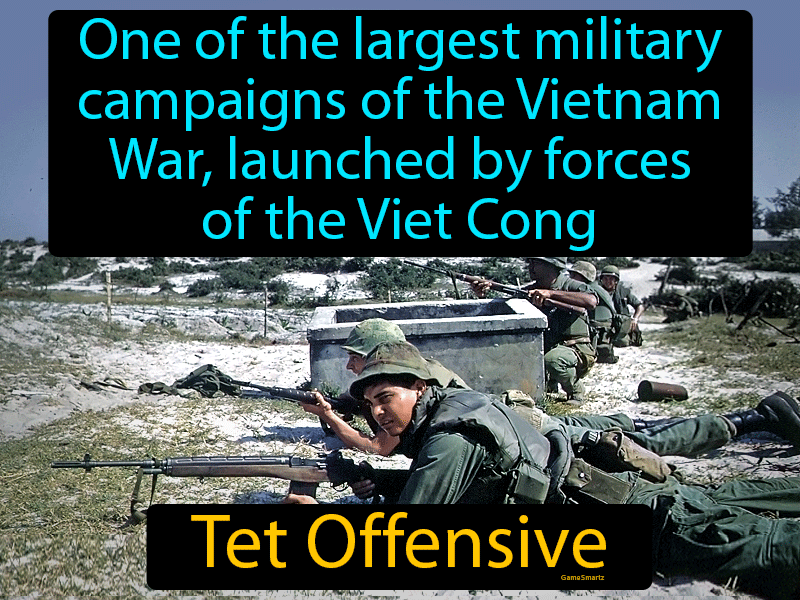 One of the largest military
campaigns of the Vietnam
War, launched by forces
of the Viet Cong
Tet Offensive
GameSmartz